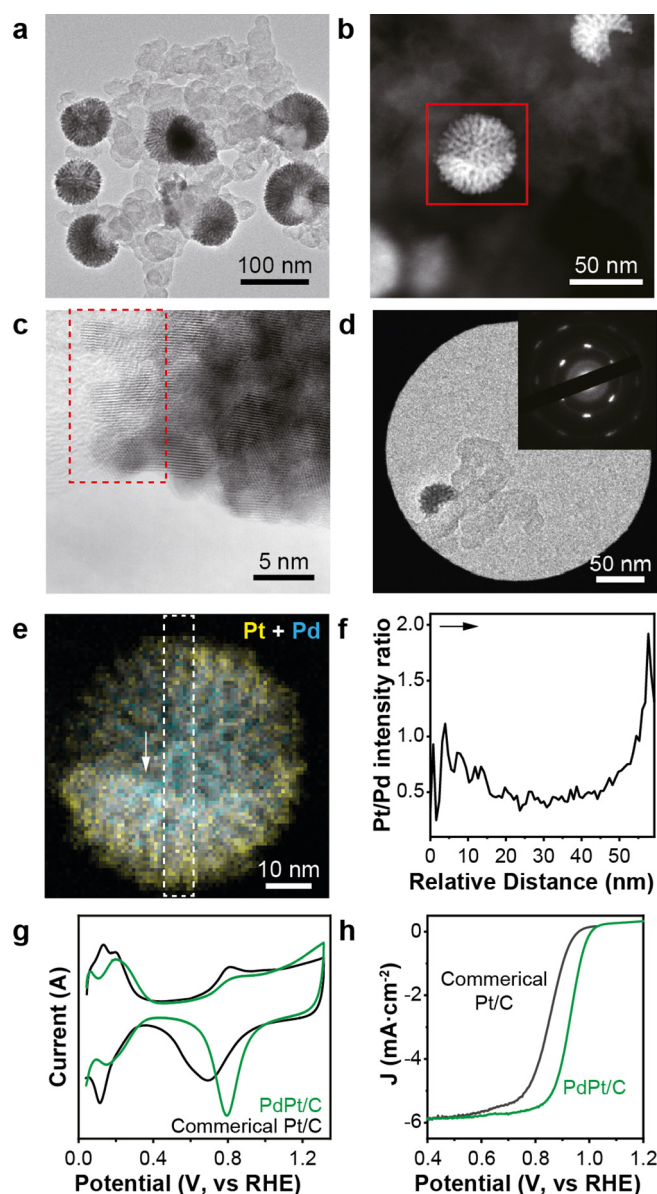 a
100 nm
b
50 nm
c
5 nm
d
50 nm
e
Pt + Pd
10 nm
f
Pt/Pd intensity ratio
2.0
1.5
1.0
0.5
0 10 20 30 40 50
Relative Distance (nm)
g
Current (A)
PdPt/C
Commerical Pt/C
0.0 0.4 0.8 1.2
Potential (V, vs RHE)
h
J (mA·cm-2)
0
-2
-4
-6
Commerical
Pt/C
PdPt/C
0.4 0.6 0.8 1.0 1.2
Potential (V, vs RHE)